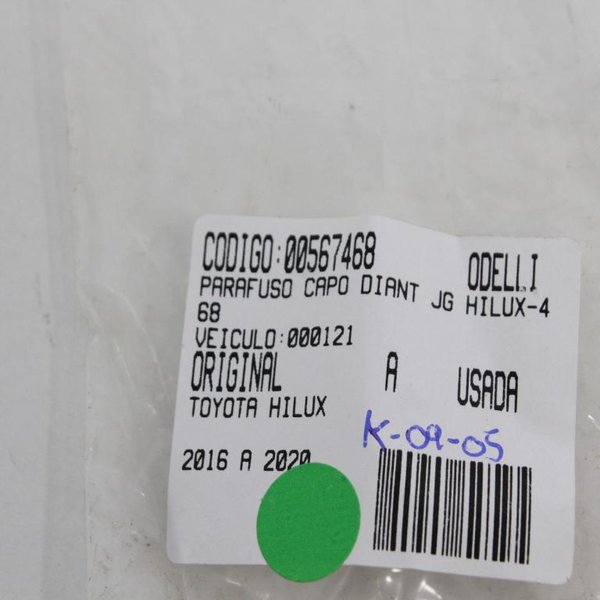 CODIGO:00567468 ODELLI
PARAFUSO CAPO DIANT JG HILUX-4
68
VEICULO:000121
ORIGINAL A USADA
TOYOTA HILUX
K-09-05
2016 A 2020